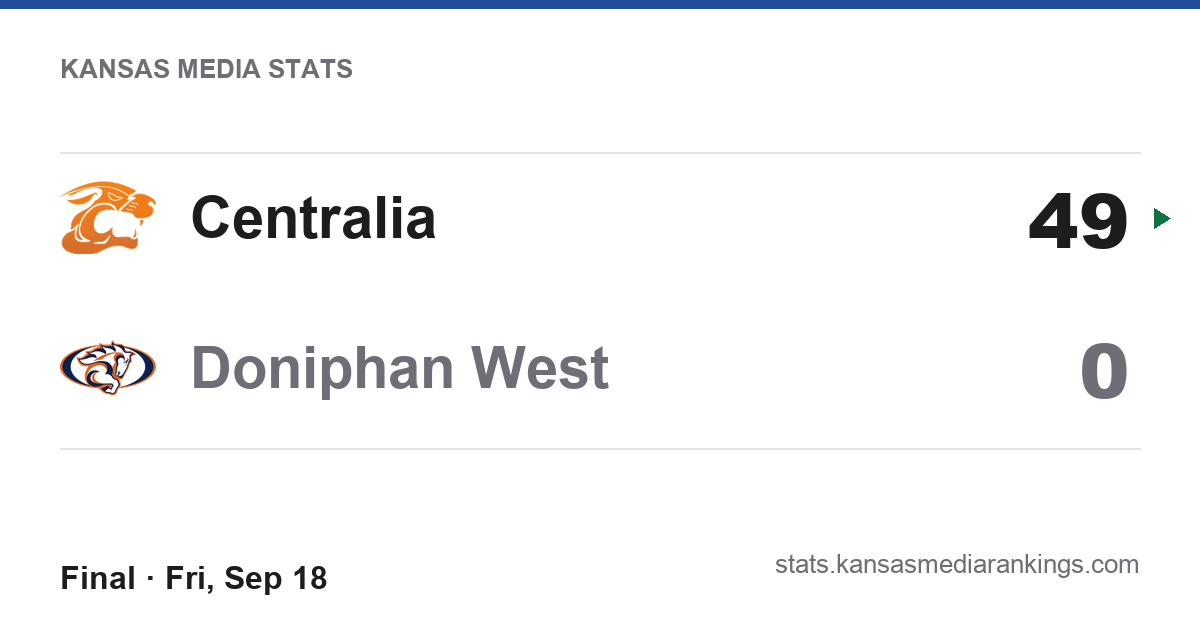 KANSAS MEDIA STATS
Centralia 49
Doniphan West 0
Final · Fri, Sep 18
stats.kansasmediarankings.com